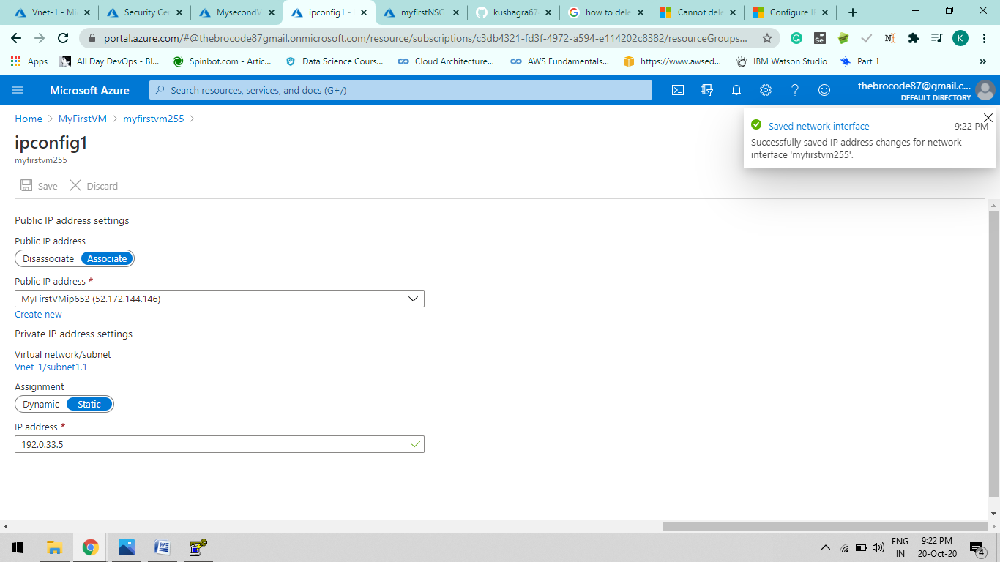 Vnet-1 - Mi
Security Cen
MysecondV
ipconfig1 -
myfirstNSG
kushagra67
how to dele
Cannot dele
Configure II
portal.azure.com/#@thebrocode87gmail.onmicrosoft.com/resource/subscriptions/c3db4321-fd3f-4972-a594-e114202c8382/resourceGroups...
Se
N
K
Apps
All Day DevOps - Bl...
Spinbot.com - Artic...
Data Science Cours...
Cloud Architecture...
AWS Fundamentals...
https://www.awsed...
IBM Watson Studio
Part 1
Microsoft Azure
Search resources, services, and docs (G+/)
thebrocode87@gmail.c...
DEFAULT DIRECTORY
Home > MyFirstVM > myfirstvm255 >
ipconfig1
myfirstvm255
Saved network interface
9:22 PM
Successfully saved IP address changes for network
interface 'myfirstvm255'.
Save
Discard
Public IP address settings
Public IP address
Disassociate Associate
Public IP address *
MyFirstVMip652 (52.172.144.146)
Create new
Private IP address settings
Virtual network/subnet
Vnet-1/subnet1.1
Assignment
Dynamic Static
IP address *
192.0.33.5
ENG
IN
9:22 PM
20-Oct-20
4